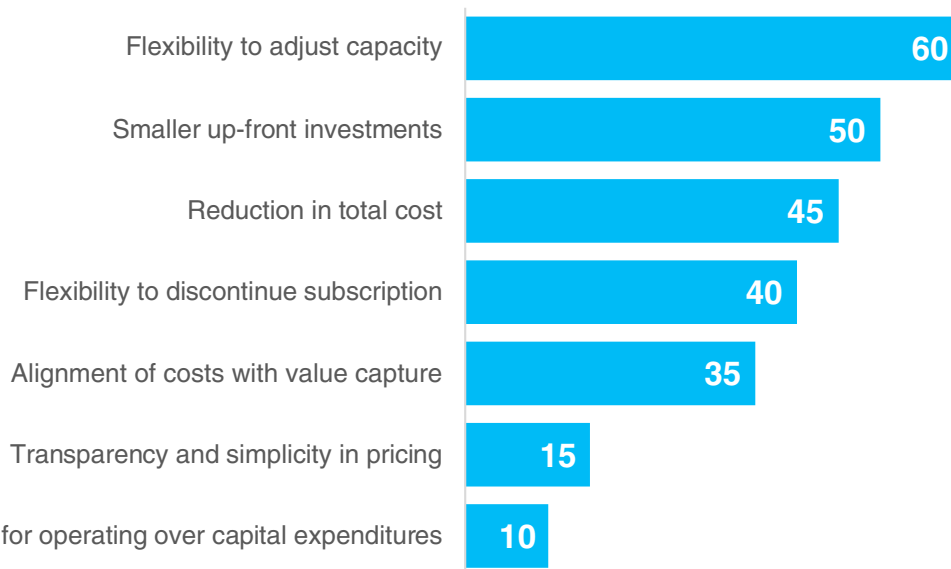 Flexibility to adjust capacity 60
Smaller up-front investments 50
Reduction in total cost 45
Flexibility to discontinue subscription 40
Alignment of costs with value capture 35
Transparency and simplicity in pricing 15
for operating over capital expenditures 10